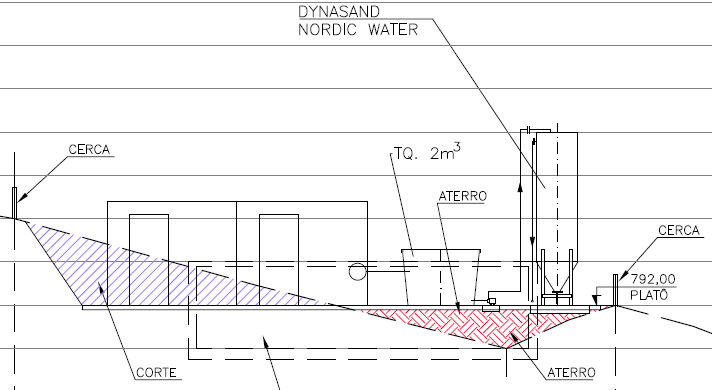 DYNASAND
NORDIC WATER
CERCA
TQ. 2m³
ATERRO
CERCA
792,00
PLATÔ
CORTE
ATERRO